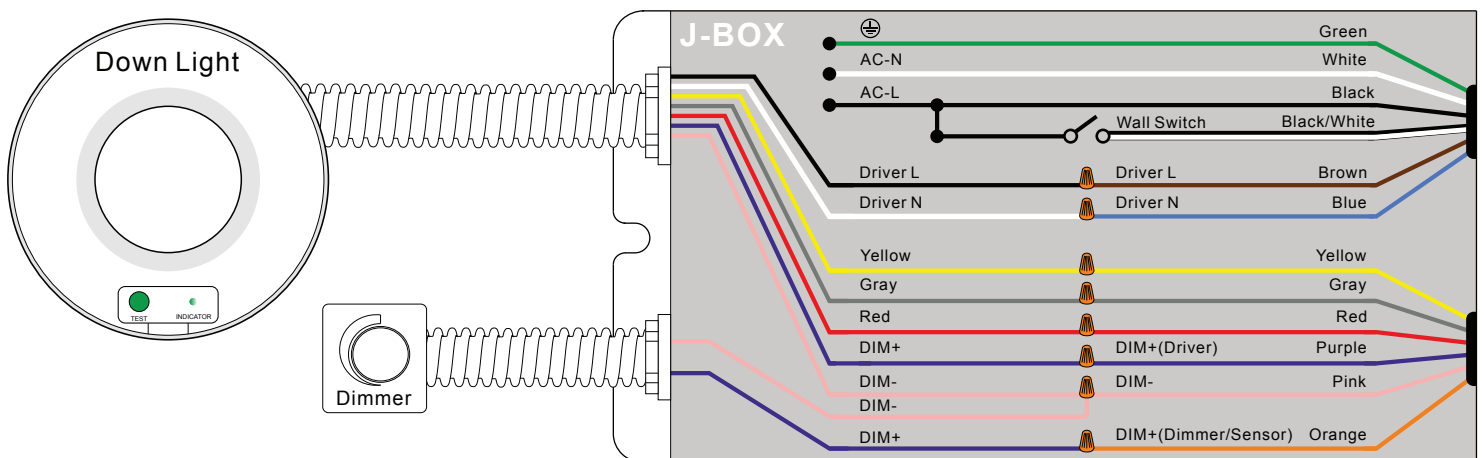 Down Light
TEST
INDICATOR
Dimmer
J-BOX
Green
AC-N
White
AC-L
Black
Wall Switch
Black/White
Driver L
Driver L
Brown
Driver N
Driver N
Blue
Yellow
Yellow
Gray
Gray
Red
Red
DIM+
DIM+(Driver)
Purple
DIM-
DIM-
Pink
DIM-
DIM+
DIM+(Dimmer/Sensor)
Orange